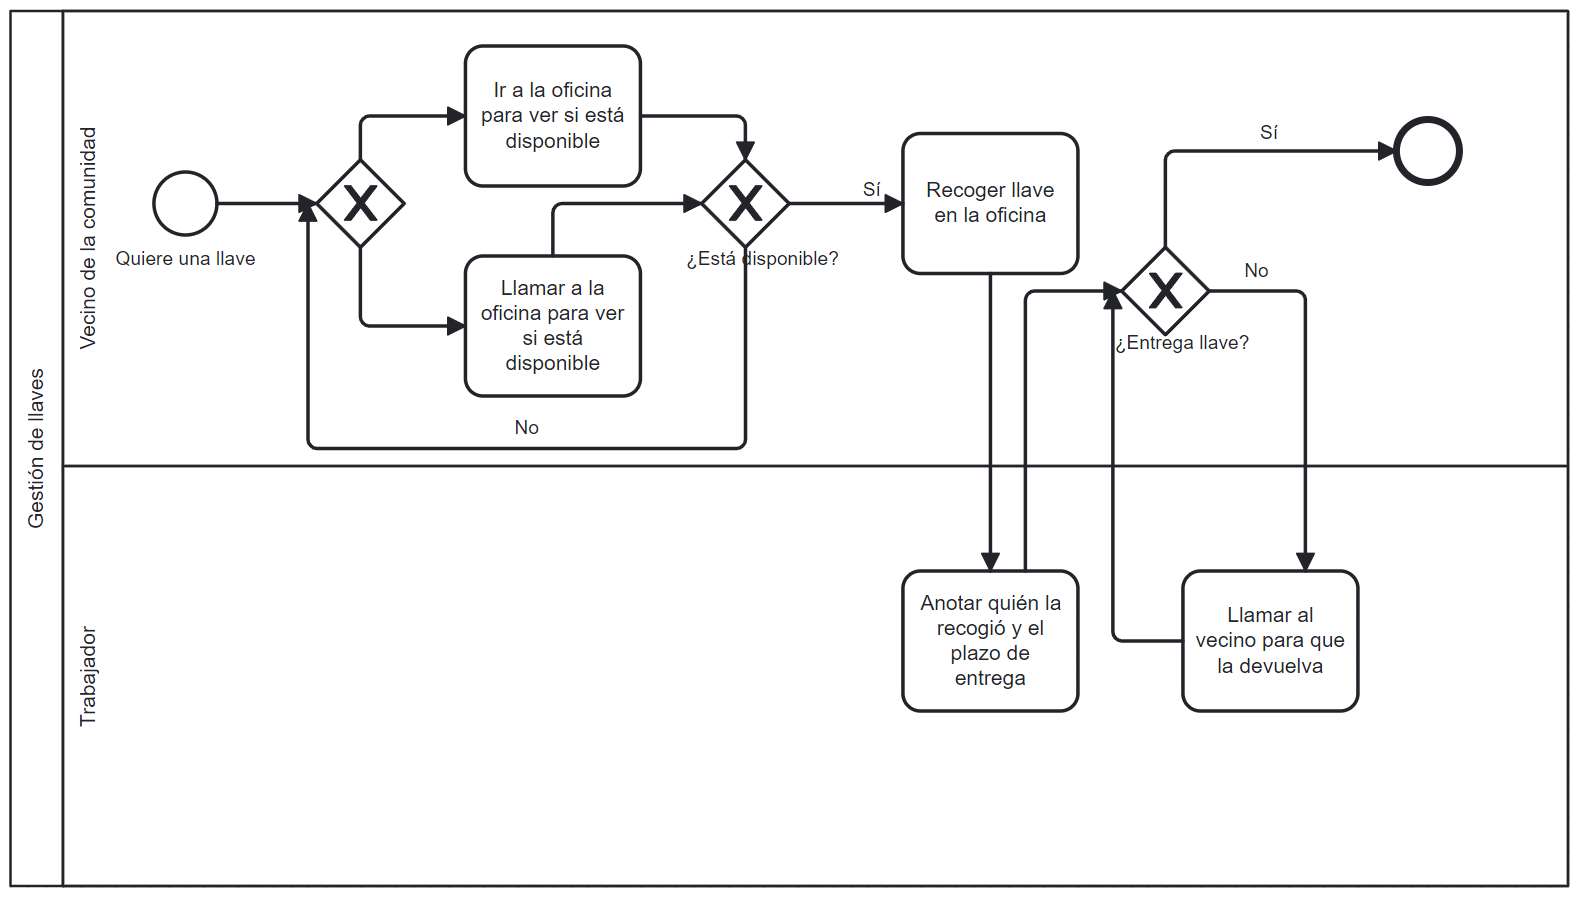 Gestión de llaves
Vecino de la comunidad
Quiere una llave
Ir a la oficina
para ver si está
disponible
Llamar a la
oficina para ver
si está
disponible
¿Está disponible?
No
Sí
Recoger llave
en la oficina
¿Entrega llave?
Sí
No
Trabajador
Anotar quién la
recogió y el
plazo de
entrega
Llamar al
vecino para que
la devuelva